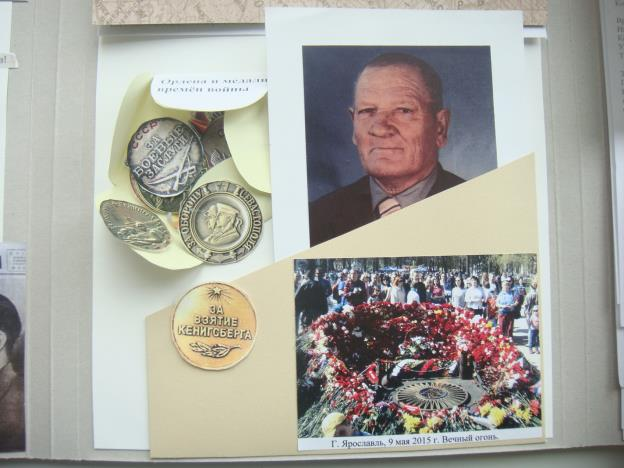 Ордена и медали
времён войны
СССР
ЗА
БОЕВЫЕ
ЗАСЛУГИ
ЗА ОБОРОНУ СЕВАСТОПОЛЯ
ЗА
ВЗЯТИЕ
КЕНИГСБЕРГА
Г. Ярославль, 9 мая 2015 г. Вечный огонь.